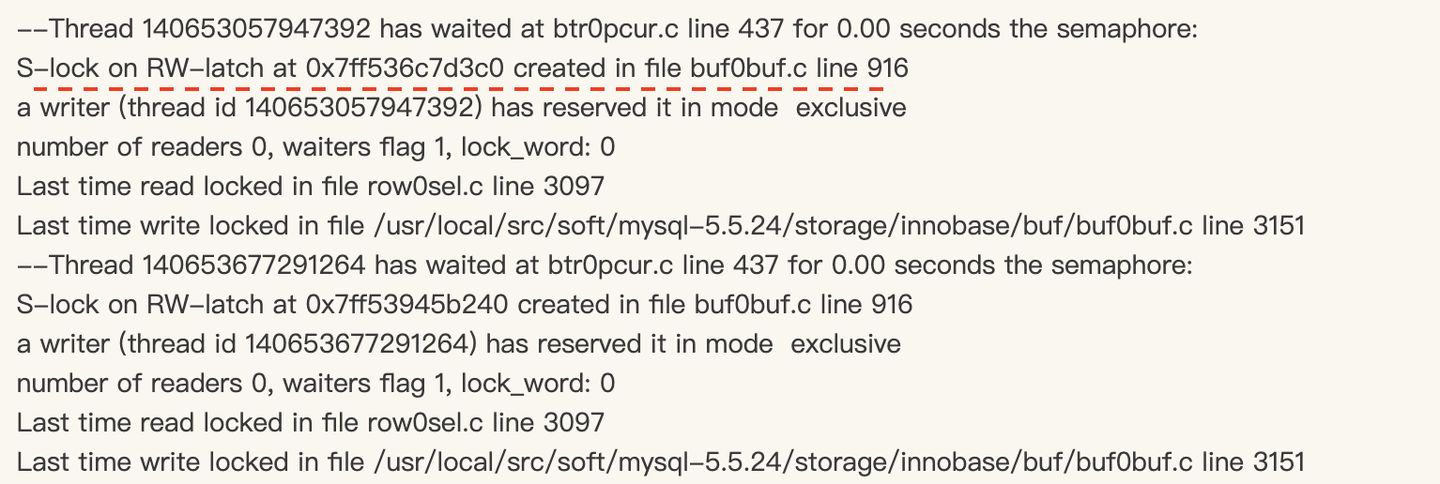 --Thread 140653057947392 has waited at btr0pcur.c line 437 for 0.00 seconds the semaphore:
S-lock on RW-latch at 0x7ff536c7d3c0 created in file buf0buf.c line 916
a writer (thread id 140653057947392) has reserved it in mode  exclusive
number of readers 0, waiters flag 1, lock_word: 0
Last time read locked in file row0sel.c line 3097
Last time write locked in file /usr/local/src/soft/mysql-5.5.24/storage/innobase/buf/buf0buf.c line 3151
--Thread 140653677291264 has waited at btr0pcur.c line 437 for 0.00 seconds the semaphore:
S-lock on RW-latch at 0x7ff53945b240 created in file buf0buf.c line 916
a writer (thread id 140653677291264) has reserved it in mode  exclusive
number of readers 0, waiters flag 1, lock_word: 0
Last time read locked in file row0sel.c line 3097
Last time write locked in file /usr/local/src/soft/mysql-5.5.24/storage/innobase/buf/buf0buf.c line 3151